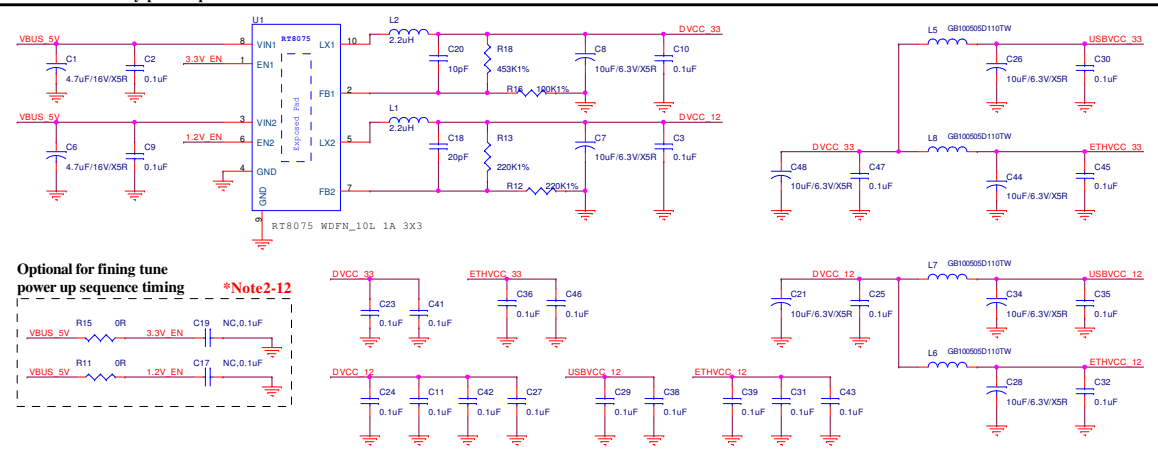 U1
RT8075
Exposed Pad
VIN1
EN1
VIN2
EN2
GND
GND
LX1
FB1
LX2
FB2
8
1
3
6
4
9
10
2
5
7
RT8075 WDFN_10L 1A 3X3
VBUS_5V
C1
4.7uF/16V/X5R
C2
0.1uF
3.3V_EN
VBUS_5V
C6
4.7uF/16V/X5R
C9
0.1uF
1.2V_EN
L2
2.2uH
DVCC_33
C20
10pF
R18
453K1%
R16 100K1%
C8
10uF/6.3V/X5R
C10
0.1uF
L1
2.2uH
DVCC_12
C18
20pF
R13
220K1%
R12 220K1%
C7
10uF/6.3V/X5R
C3
0.1uF
L5 GB100505D110TW
USBVCC_33
C26
10uF/6.3V/X5R
C30
0.1uF
DVCC_33
L8 GB100505D110TW
ETHVCC_33
C48
10uF/6.3V/X5R
C47
0.1uF
C44
10uF/6.3V/X5R
C45
0.1uF
Optional for fining tune
power up sequence timing *Note2-12
VBUS_5V R15 0R 3.3V_EN C19 NC,0.1uF
VBUS_5V R11 0R 1.2V_EN C17 NC,0.1uF
DVCC_33
C23
0.1uF
C41
0.1uF
ETHVCC_33
C36
0.1uF
C46
0.1uF
DVCC_12
C24
0.1uF
C11
0.1uF
C42
0.1uF
C27
0.1uF
USBVCC_12
C29
0.1uF
C38
0.1uF
ETHVCC_12
C39
0.1uF
C31
0.1uF
C43
0.1uF
DVCC_12
L7 GB100505D110TW
USBVCC_12
C21
10uF/6.3V/X5R
C25
0.1uF
C34
10uF/6.3V/X5R
C35
0.1uF
L6 GB100505D110TW
ETHVCC_12
C28
10uF/6.3V/X5R
C32
0.1uF